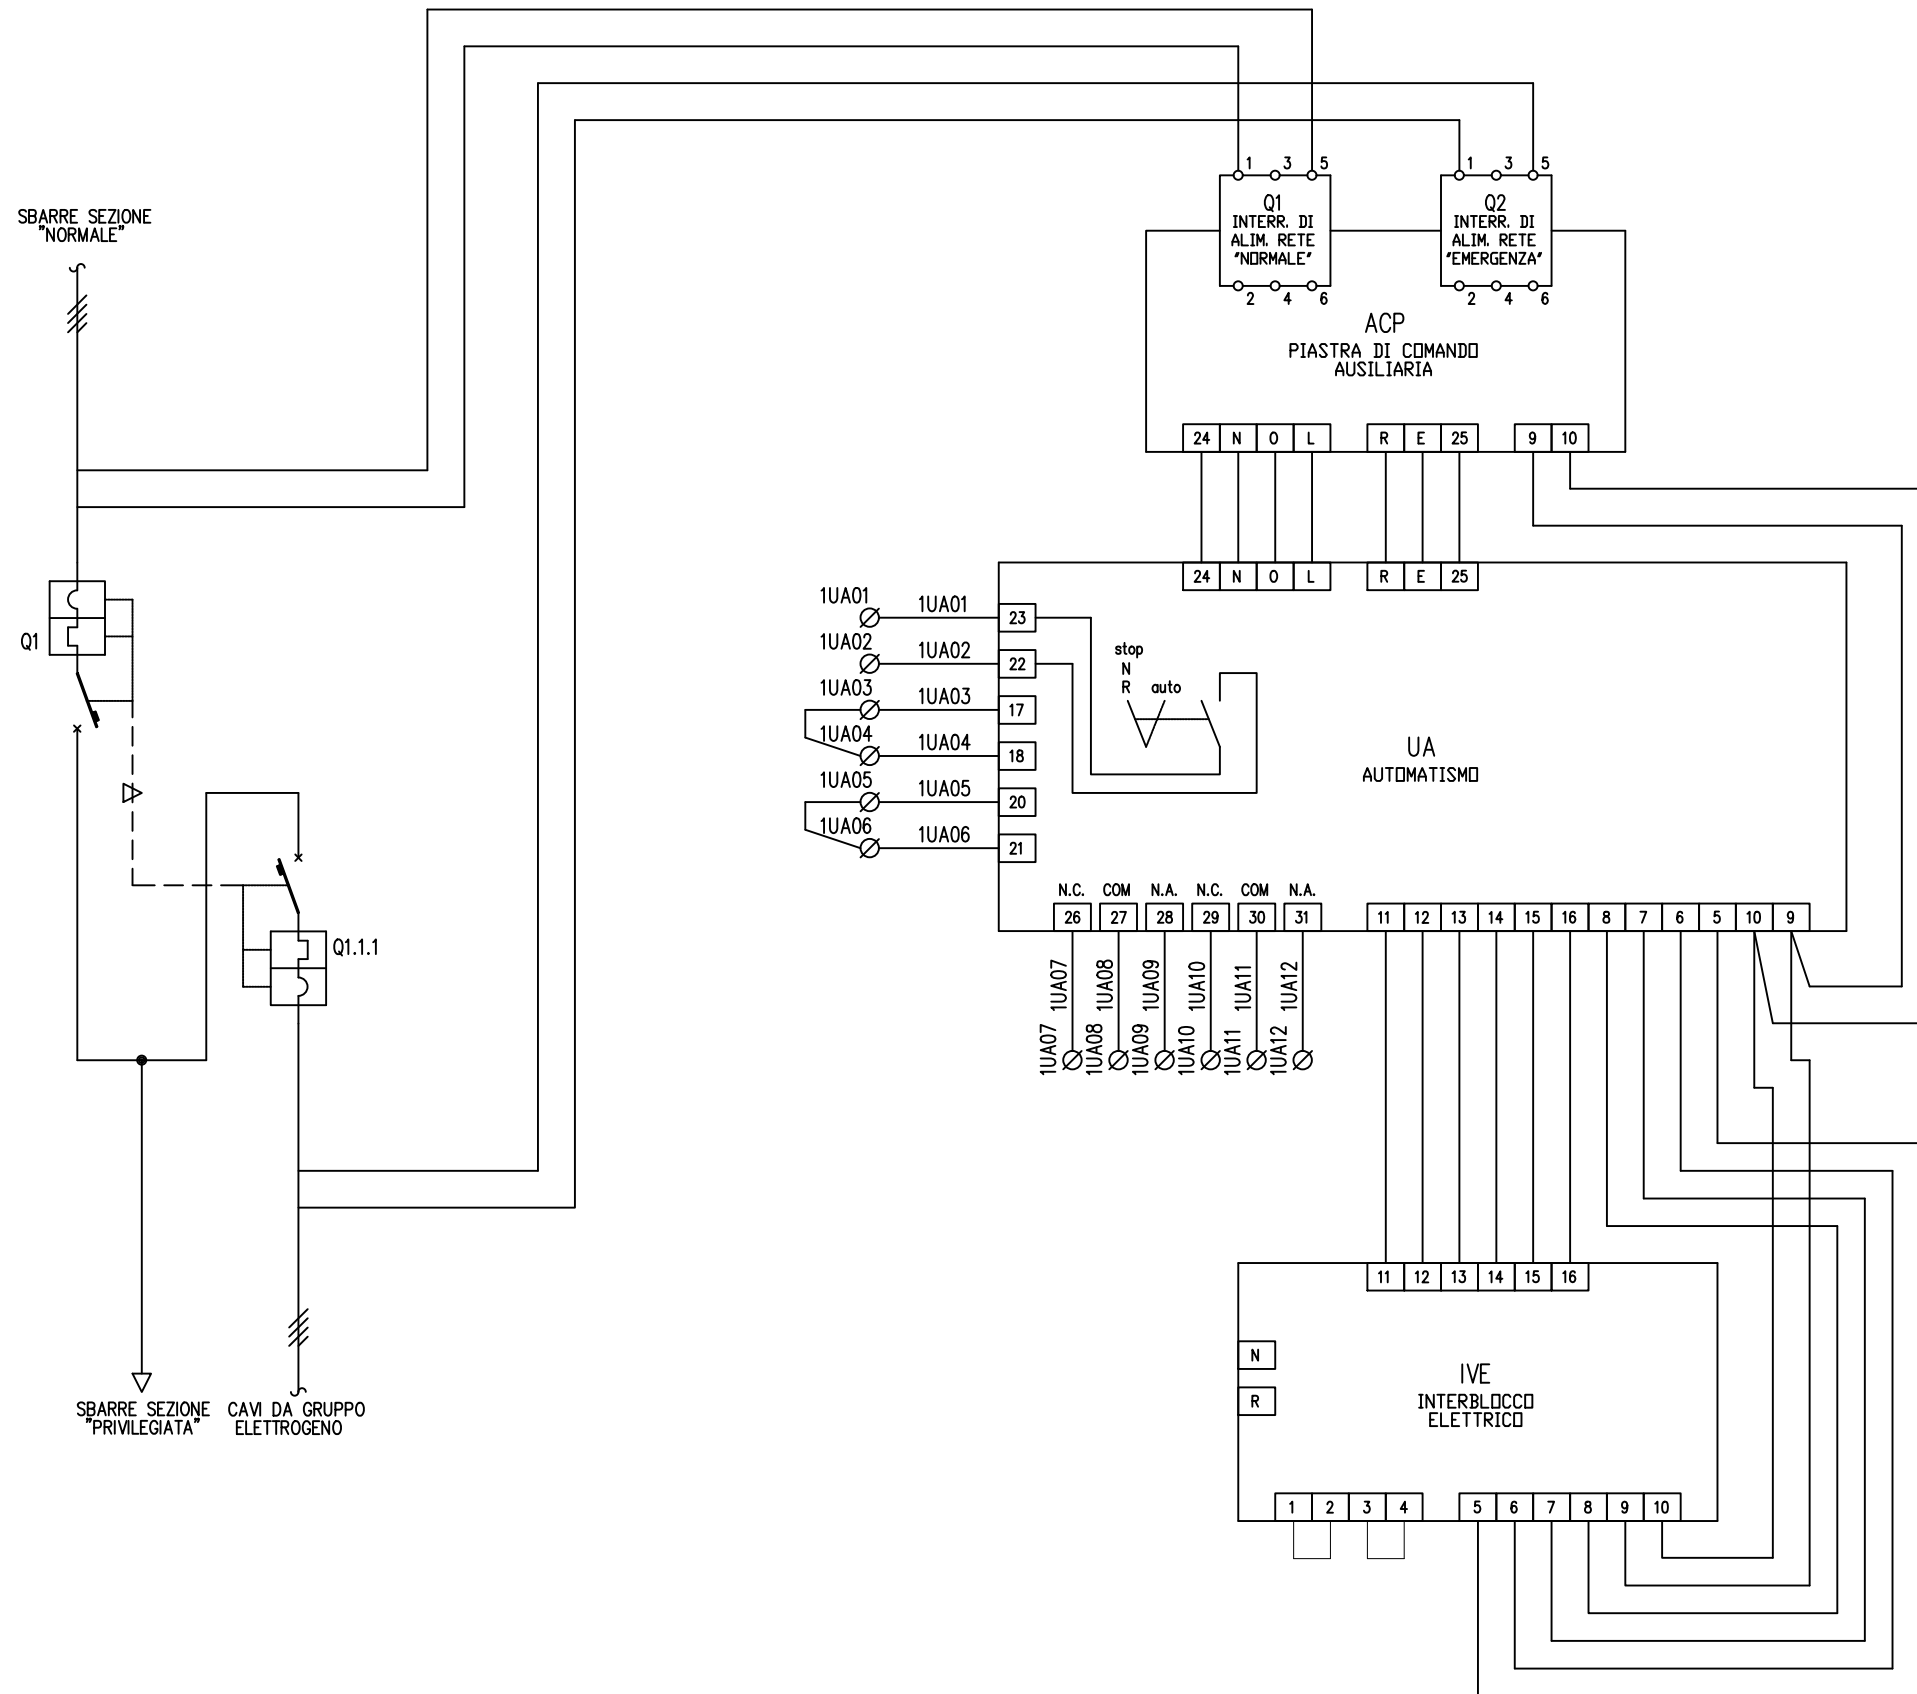 1 3 5
1 3 5
SBARRE SEZIONE
"NORMALE"
Q1
INTERR. DI
ALIM. RETE
"NORMALE"
2 4 6
Q2
INTERR. DI
ALIM. RETE
"EMERGENZA"
2 4 6
ACP
PIASTRA DI COMANDO
AUSILIARIA
24 N O L R E 25 9 10
24 N O L R E 25
Q1
1UA01 1UA01 23
1UA02 1UA02 22
1UA03 1UA03 17
1UA04 1UA04 18
1UA05 1UA05 20
1UA06 1UA06 21
stop
N
R auto
UA
AUTOMATISMO
N.C. COM N.A. N.C. COM N.A.
26 27 28 29 30 31 11 12 13 14 15 16 8 7 6 5 10 9
Q1.1.1
1UA07 1UA08 1UA09 1UA10 1UA11 1UA12
1UA07 1UA08 1UA09 1UA10 1UA11 1UA12
11 12 13 14 15 16
N
R
IVE
INTERBLOCCO
ELETTRICO
1 2 3 4 5 6 7 8 9 10
SBARRE SEZIONE
"PRIVILEGIATA"
CAVI DA GRUPPO
ELETTROGENO